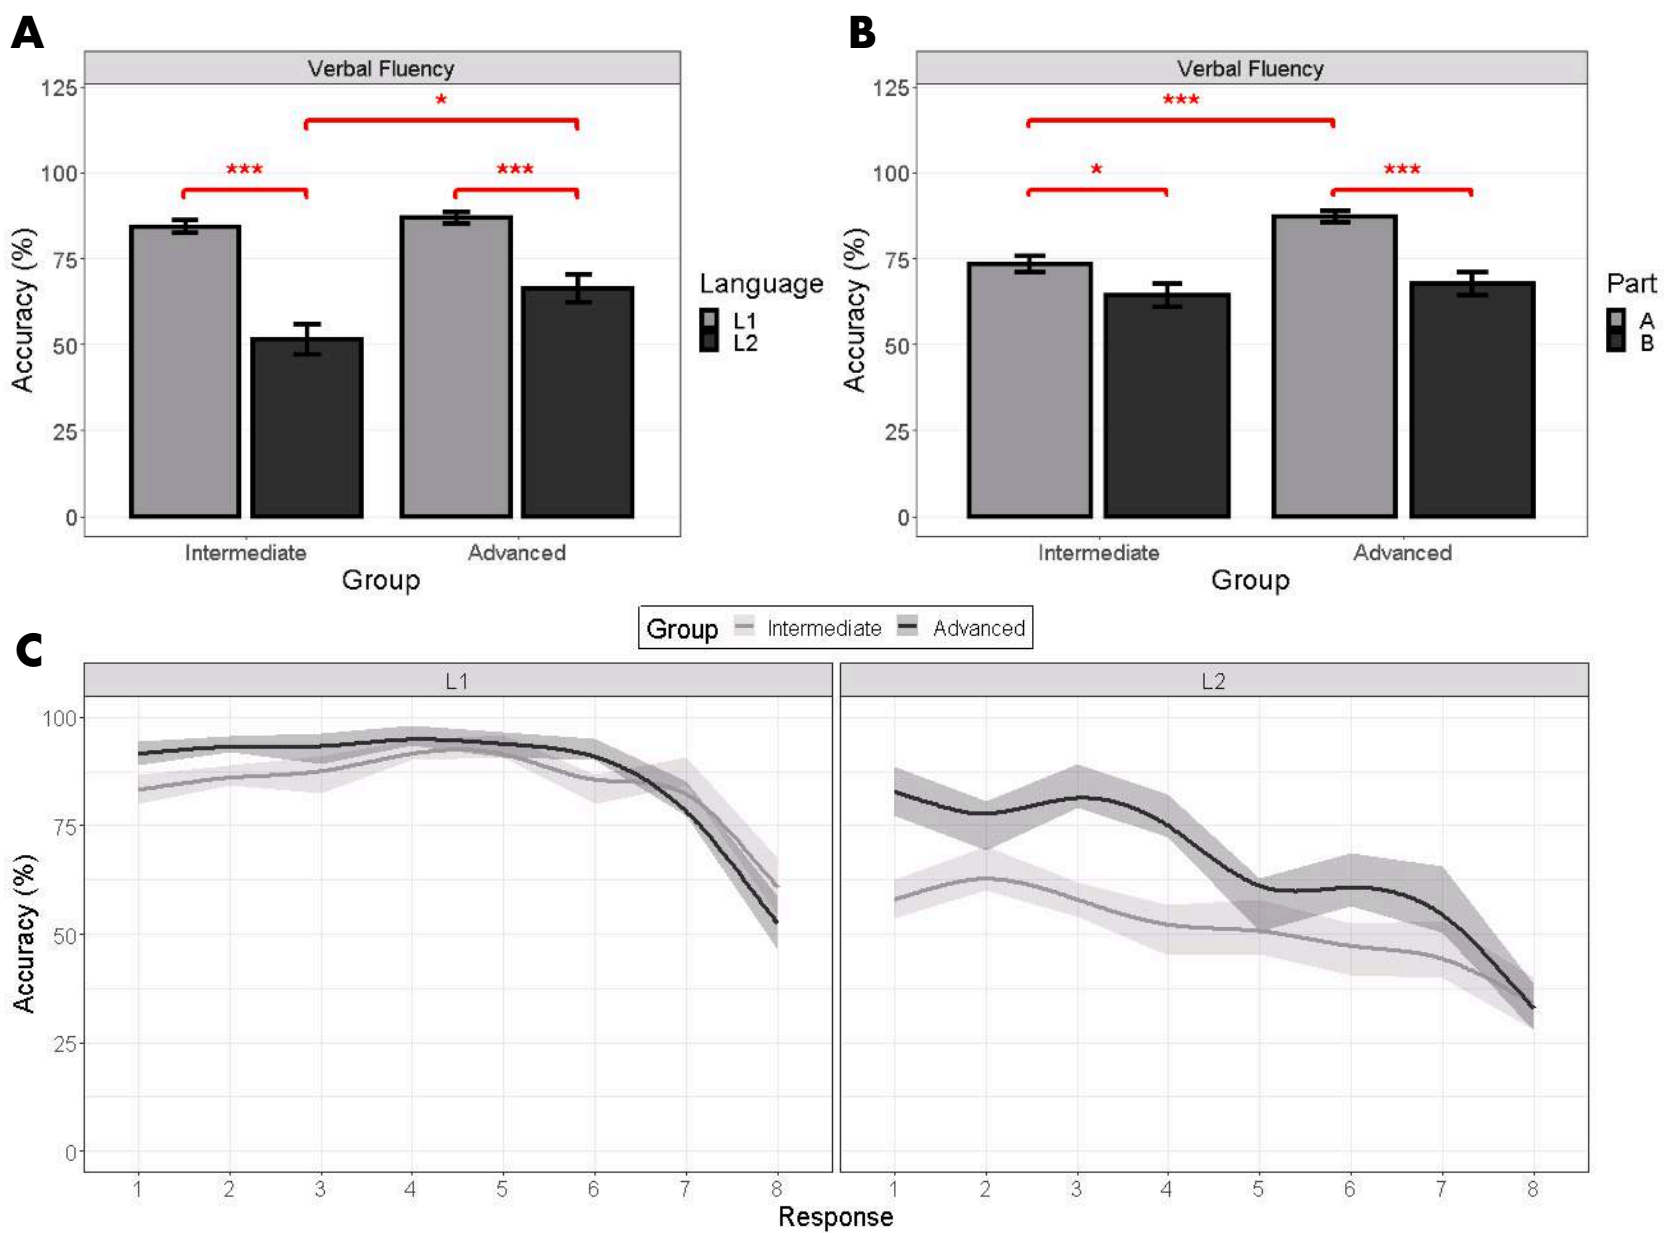 A
Verbal Fluency
125
100
75
50
25
0
Accuracy (%)
*
***
***
Intermediate
Advanced
Group
Language
L1
L2
B
Verbal Fluency
125
100
75
50
25
0
Accuracy (%)
***
*
***
Intermediate
Advanced
Group
Part
A
B
Group Intermediate Advanced
C
L1
L2
100
75
50
25
0
Accuracy (%)
1 2 3 4 5 6 7 8
1 2 3 4 5 6 7 8
Response